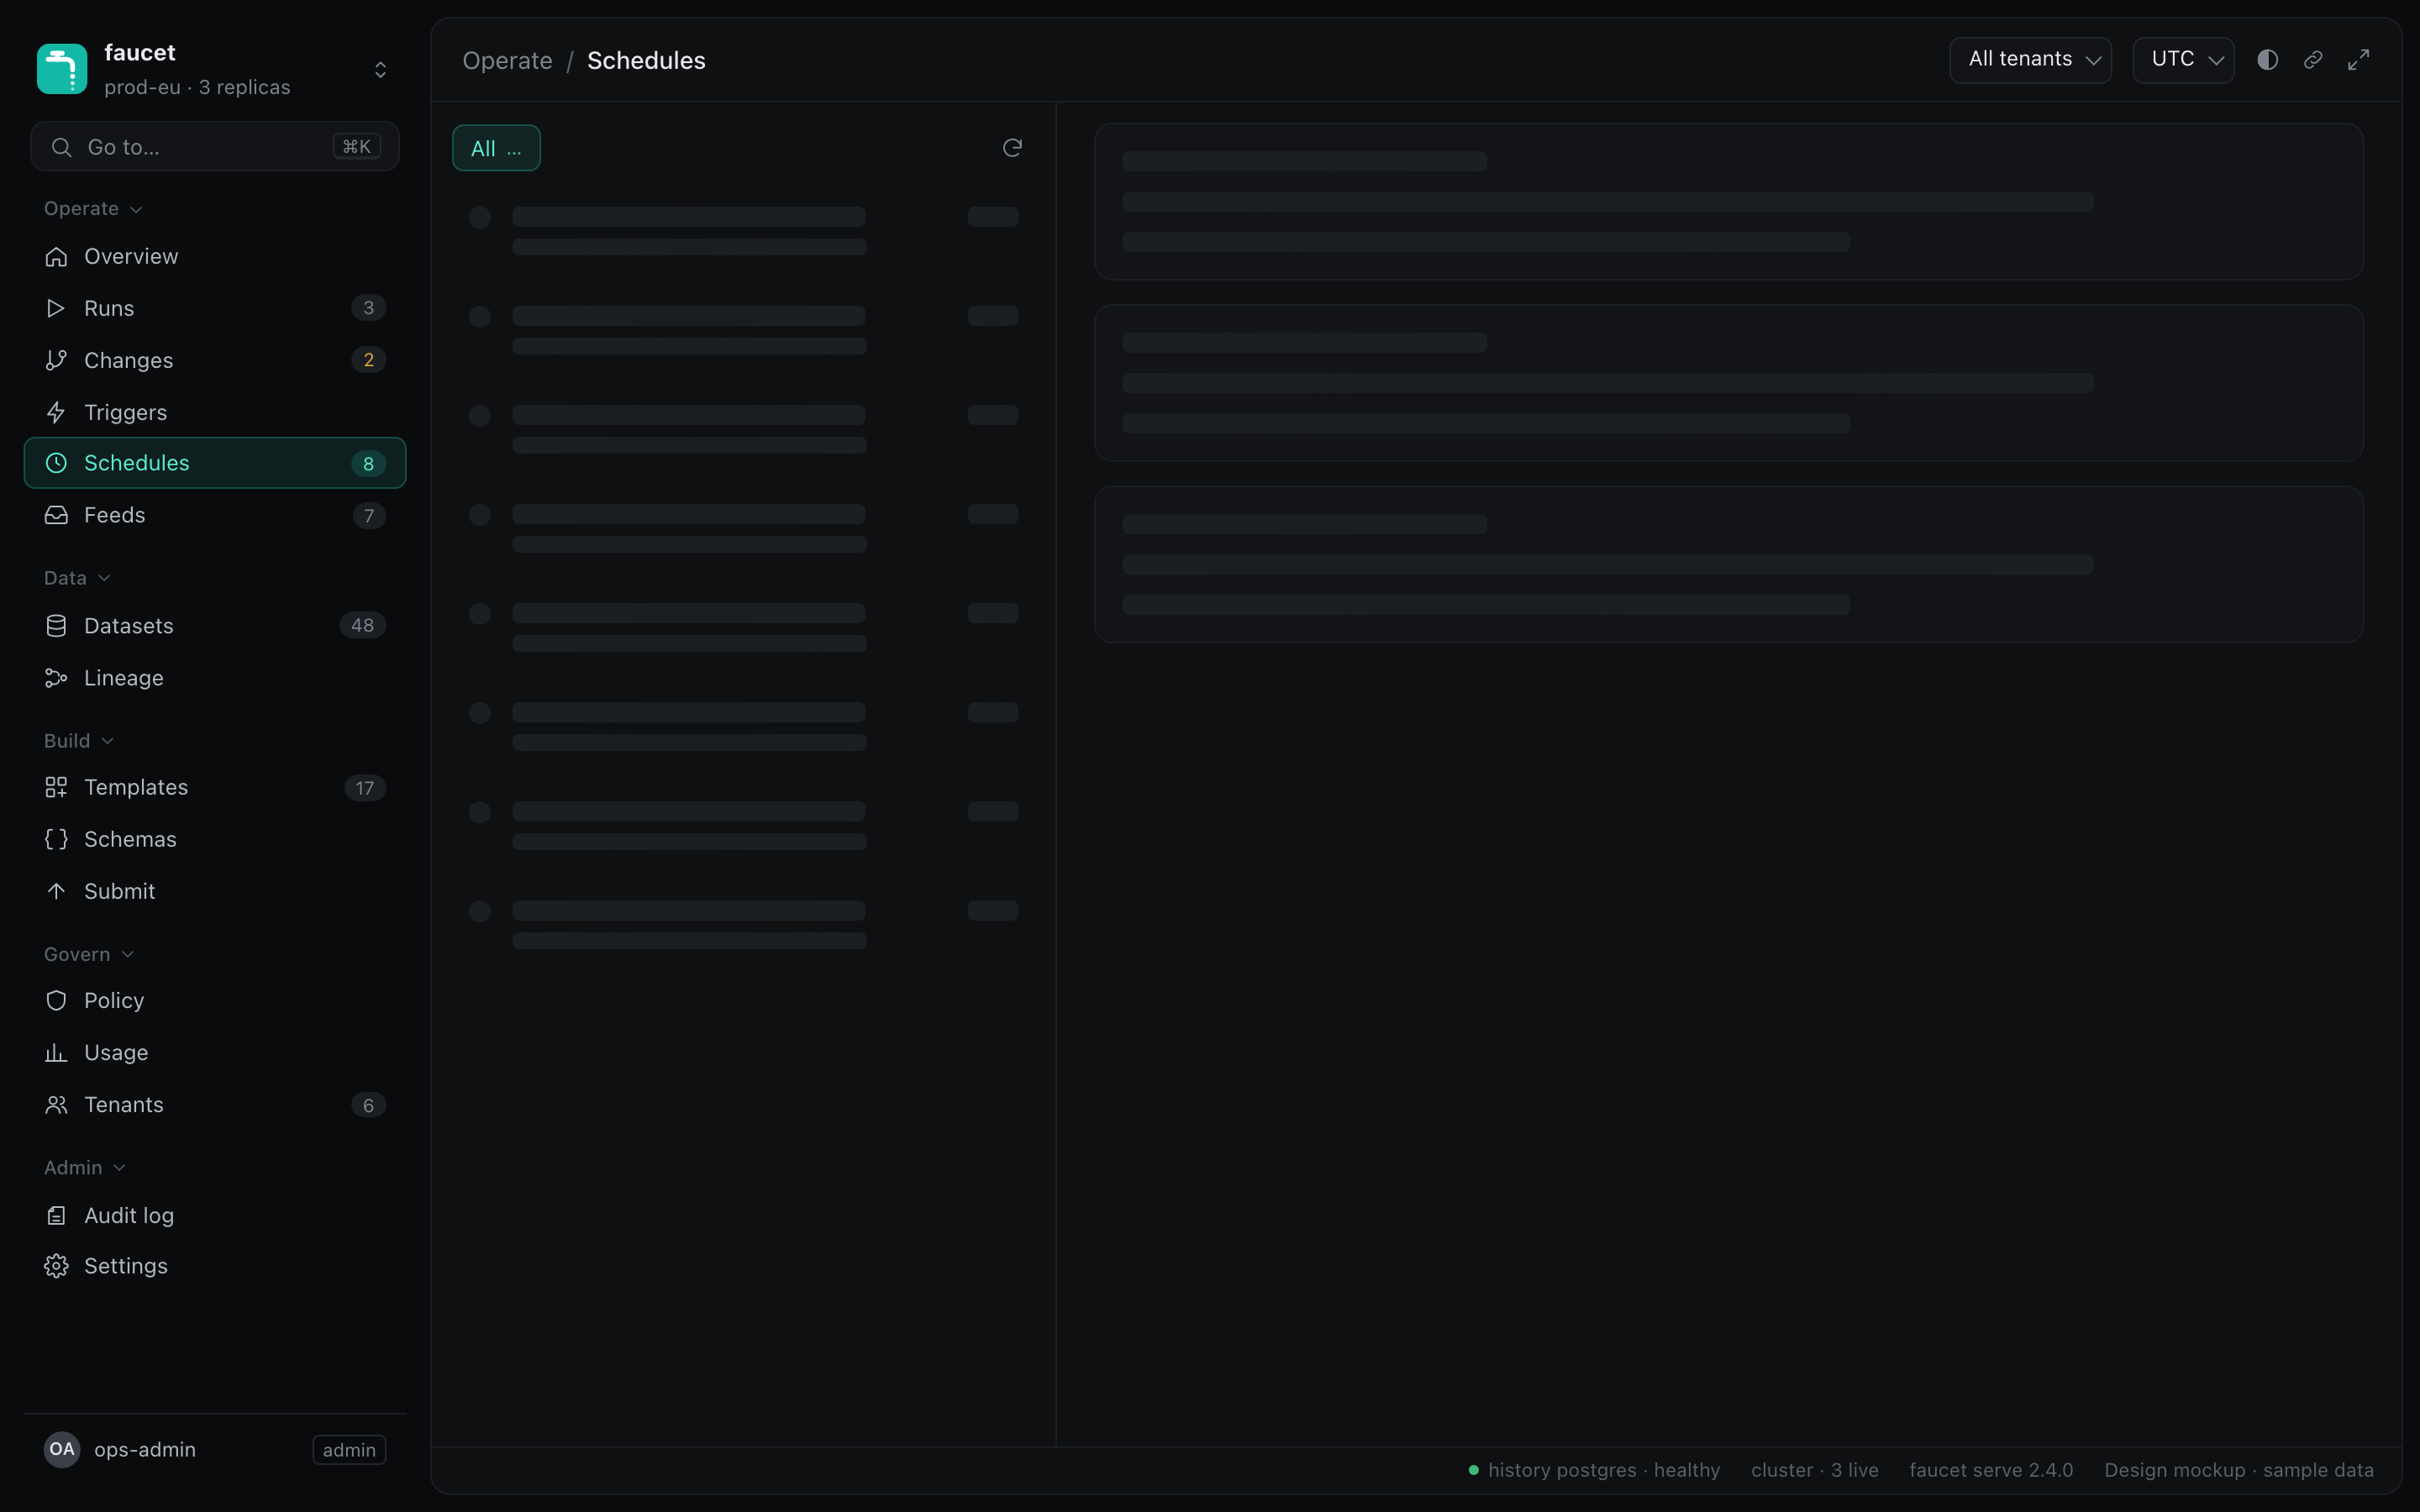 faucet
prod-eu · 3 replicas
Go to...
⌘K
Operate
Overview
Runs
3
Changes
2
Triggers
Schedules
8
Feeds
7
Data
Datasets
48
Lineage
Build
Templates
17
Schemas
Submit
Govern
Policy
Usage
Tenants
6
Admin
Audit log
Settings
OA
ops-admin
admin
Operate / Schedules
All tenants
UTC
All ...
history postgres · healthy
cluster · 3 live
faucet serve 2.4.0
Design mockup · sample data